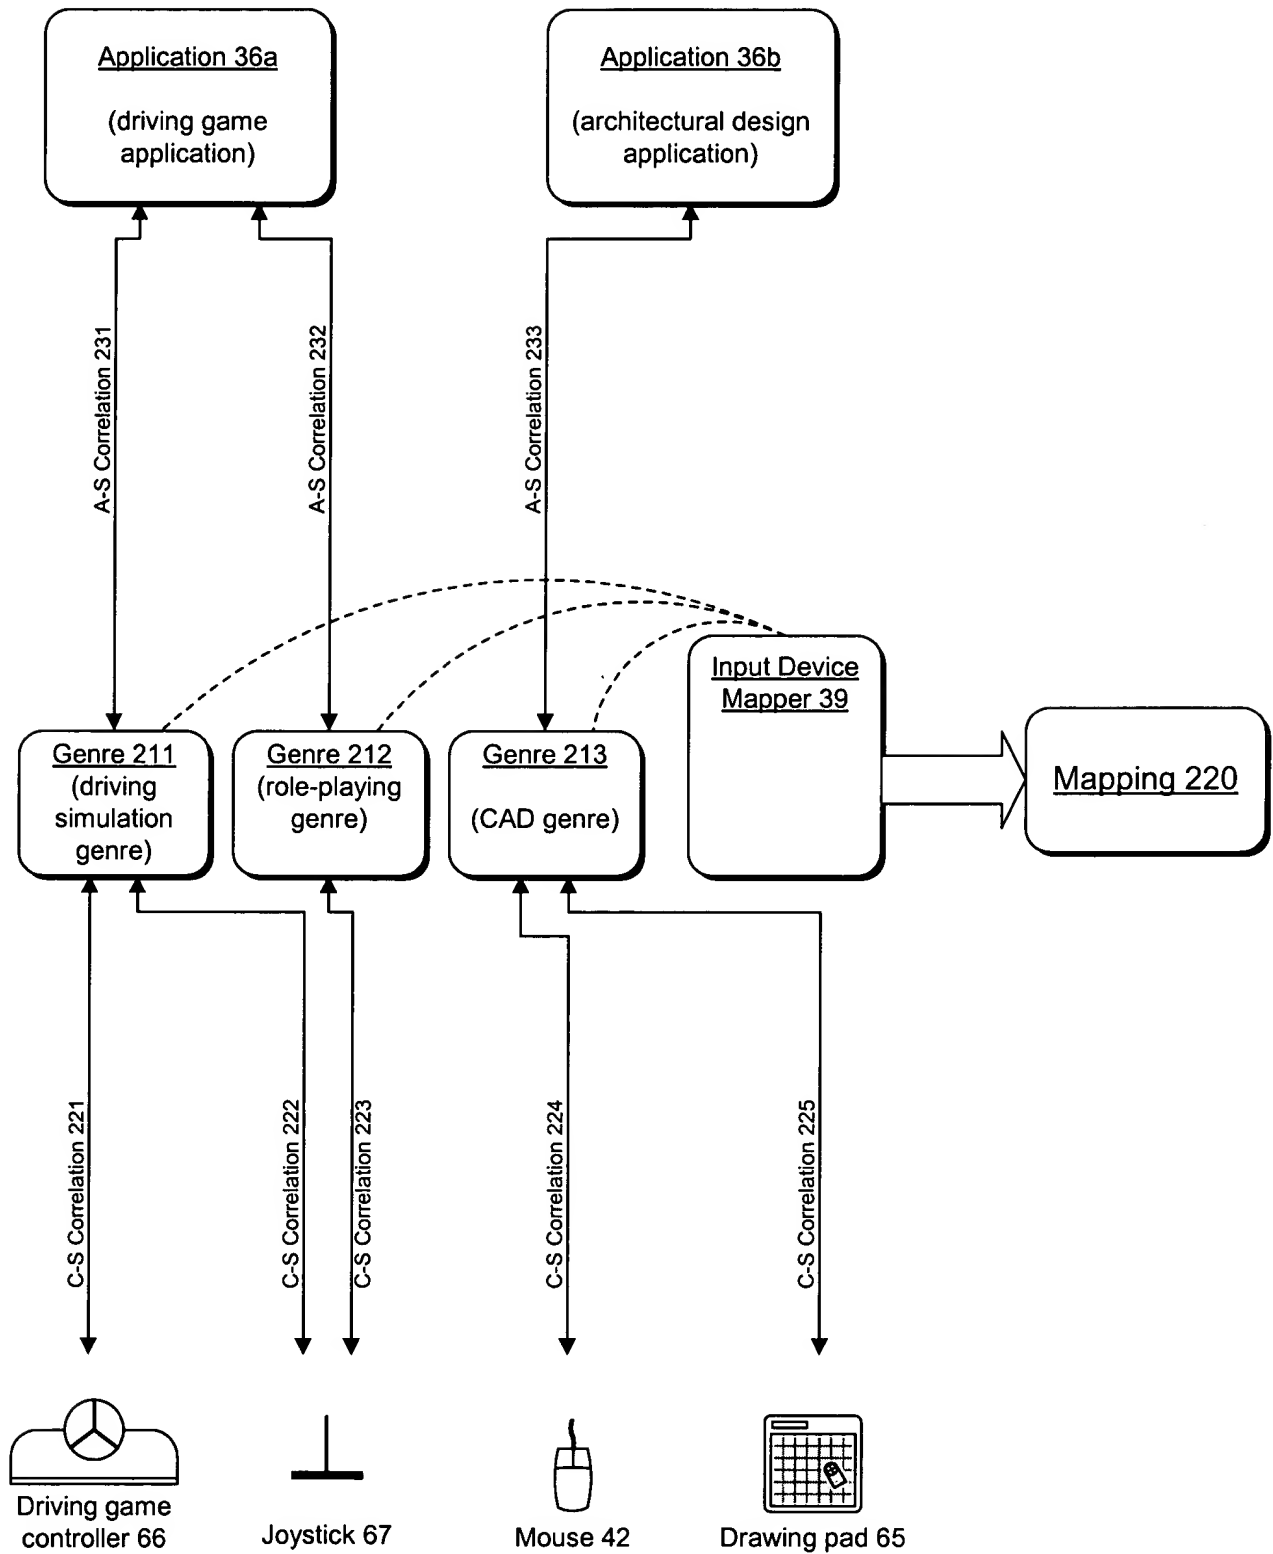 Application 36a
(driving game
application)
Application 36b
(architectural design
application)
A-S Correlation 231
A-S Correlation 232
A-S Correlation 233
Input Device
Mapper 39
Mapping 220
Genre 211
(driving
simulation
genre)
Genre 212
(role-playing
genre)
Genre 213
(CAD genre)
C-S Correlation 221
C-S Correlation 222
C-S Correlation 223
C-S Correlation 224
C-S Correlation 225
Driving game
controller 66
Joystick 67
Mouse 42
Drawing pad 65